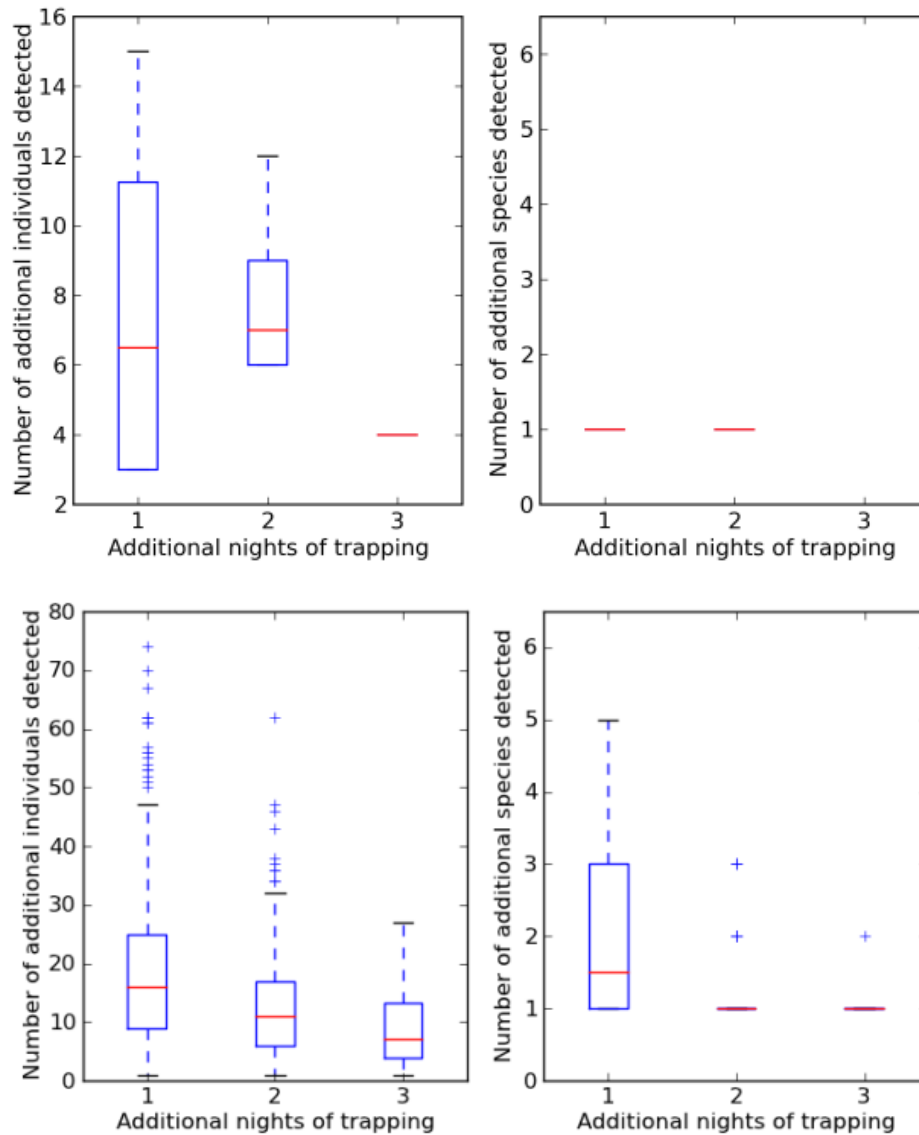 16
14
12
10
8
6
4
2
Number of additional individuals detected
1 2 3
Additional nights of trapping
6
5
4
3
2
1
0
Number of additional species detected
1 2 3
Additional nights of trapping
80
70
60
50
40
30
20
10
0
Number of additional individuals detected
1 2 3
Additional nights of trapping
6
5
4
3
2
1
0
Number of additional species detected
1 2 3
Additional nights of trapping